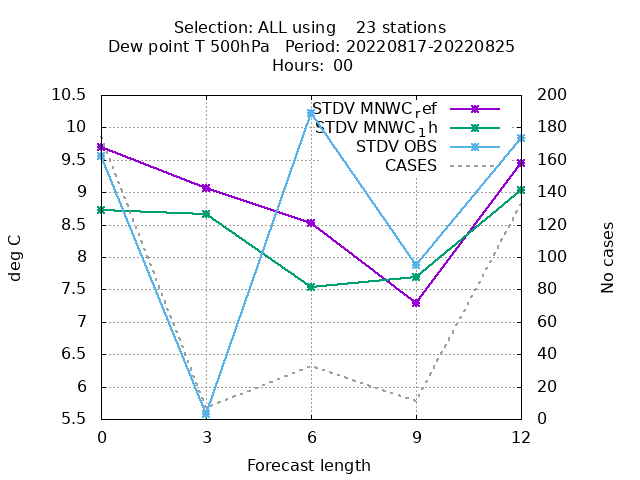 Selection: ALL using 23 stations
Dew point T 500hPa Period: 20220817-20220825
Hours: 00
STDV MNWC_ref
STDV MNWC_1h
STDV OBS
CASES
10.5
10
9.5
9
8.5
8
7.5
7
6.5
6
5.5
200
180
160
140
120
100
80
60
40
20
0
deg C
No cases
0 3 6 9 12
Forecast length